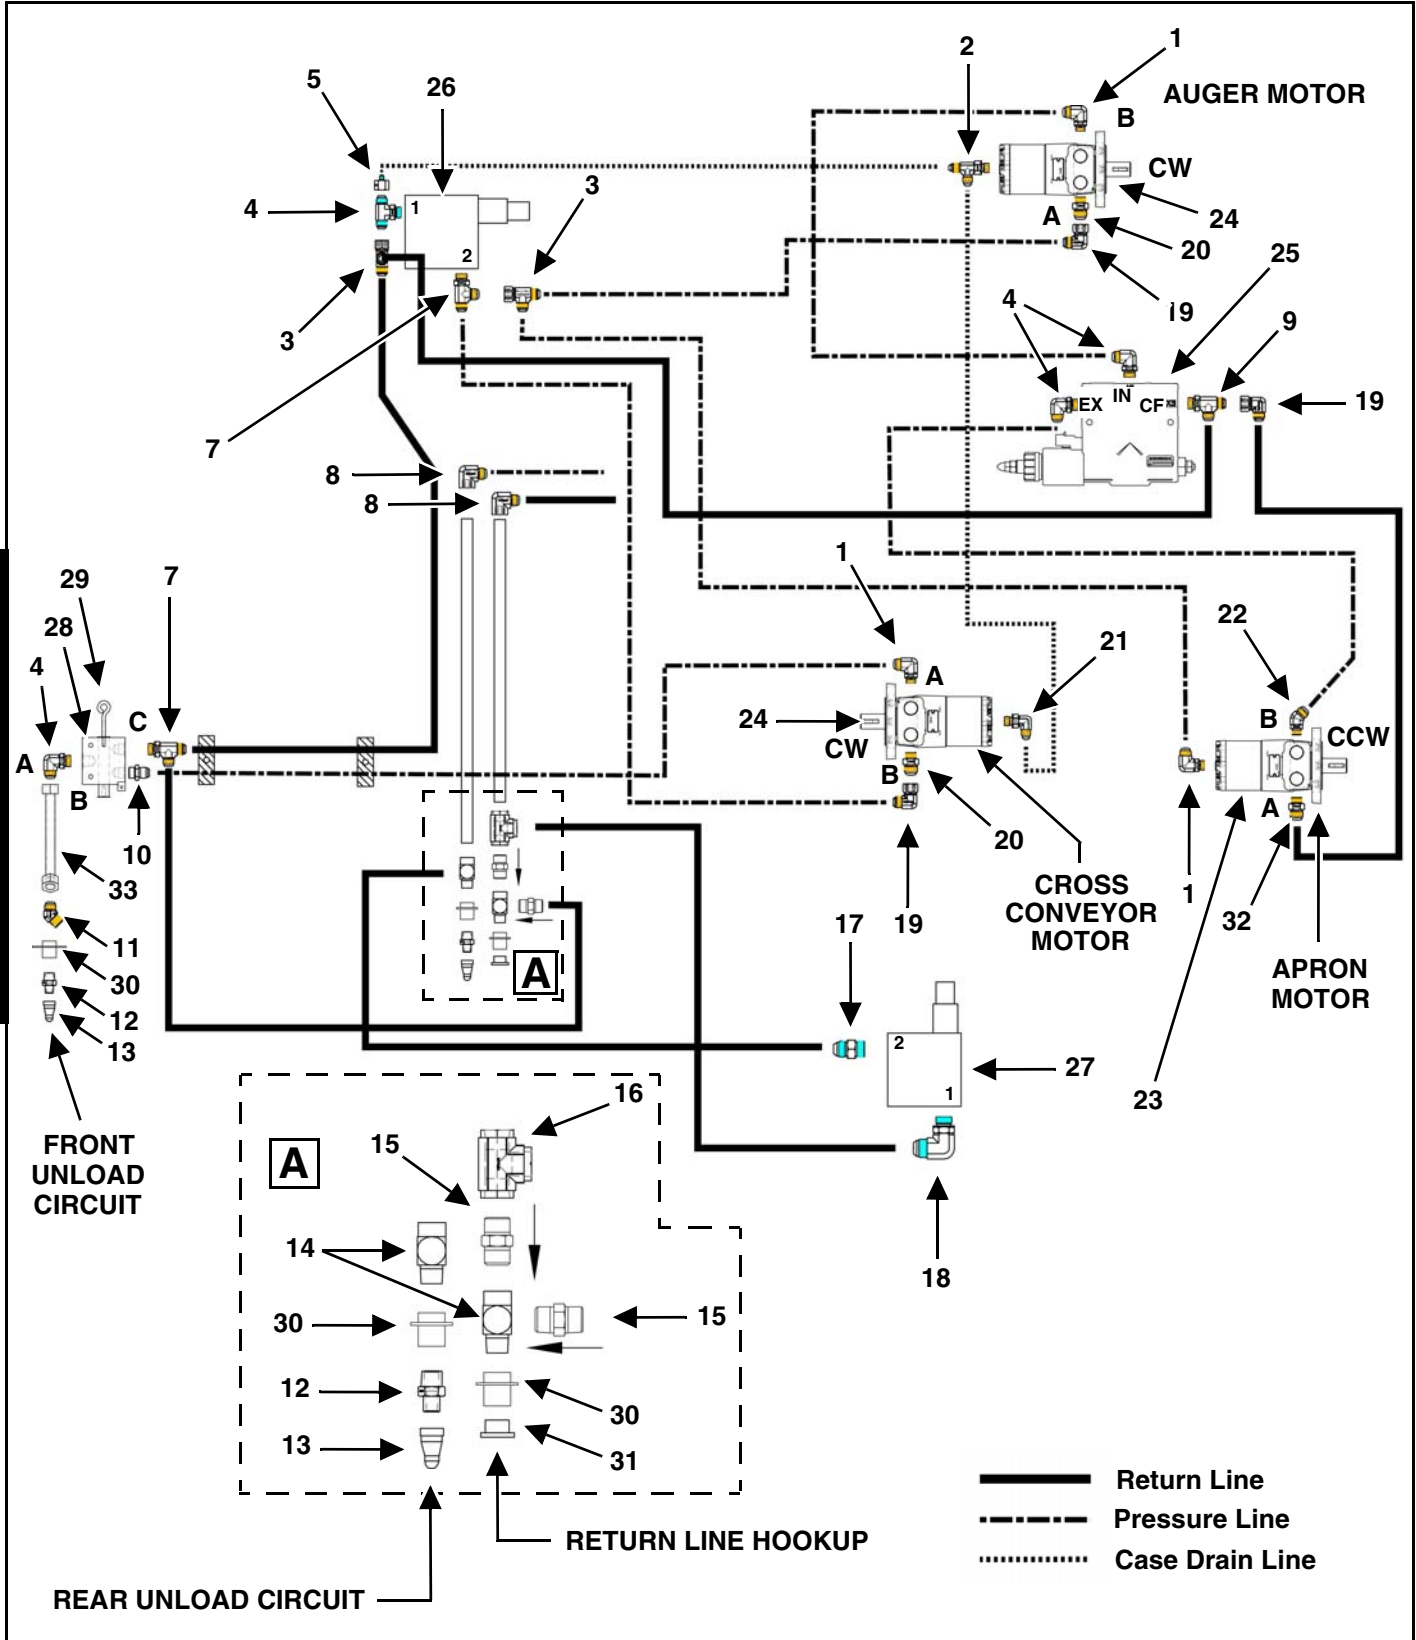 1
2
AUGER MOTOR
5
26
B
CW
4
1
3
A
24
20
2
25
3
19
4
9
IN
EX
CF
19
7
8
8
1
29
7
22
28
21
4
A
C
B
24
CW
CCW
A
B
B
A
10
20
33
1
32
CROSS
CONVEYOR
MOTOR
19
17
11
30
A
APRON
MOTOR
12
13
2
27
1
23
FRONT
UNLOAD
CIRCUIT
A
15
16
18
14
30
15
12
30
13
31
Return Line
Pressure Line
Case Drain Line
RETURN LINE HOOKUP
REAR UNLOAD CIRCUIT